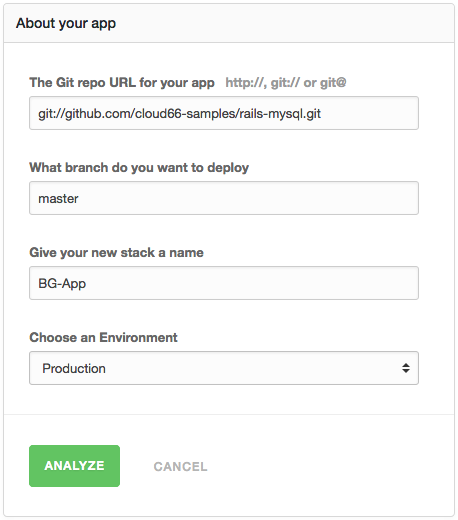 About your app
The Git repo URL for your app http://, git:// or git@
git://github.com/cloud66-samples/rails-mysql.git
What branch do you want to deploy
master
Give your new stack a name
BG-App
Choose an Environment
Production
ANALYZE CANCEL